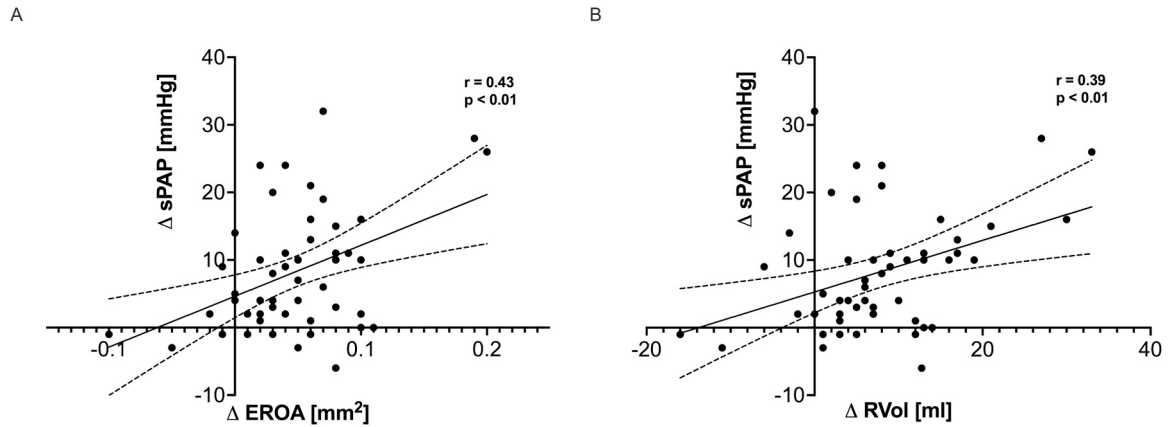 A
Δ sPAP [mmHg]
40
30
20
10
-10
-0.1
0.1
0.2
r = 0.43
p < 0.01
Δ EROA [mm²]
B
Δ sPAP [mmHg]
40
30
20
10
-10
-20
20
40
r = 0.39
p < 0.01
Δ RVol [ml]